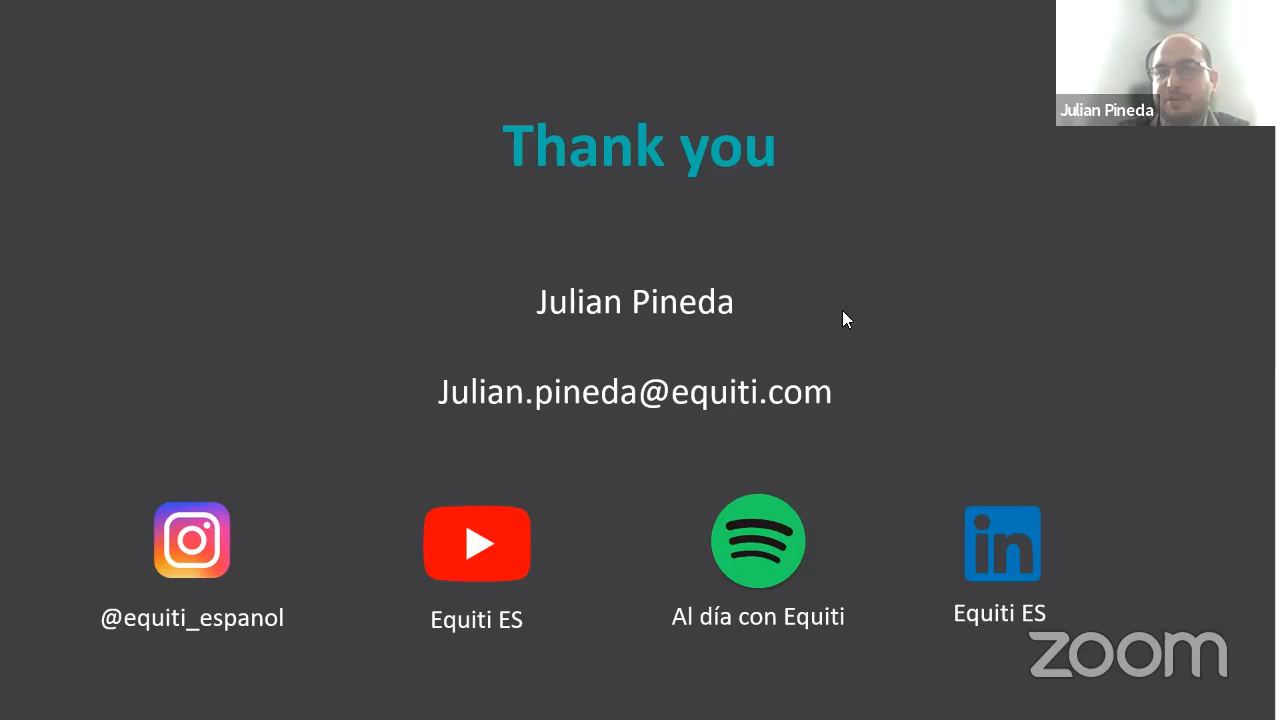 Julian Pineda
Thank you
Julian Pineda
Julian.pineda@equiti.com
in
@equiti_espanol
Equiti ES
Al día con Equiti
Equiti ES
zoom